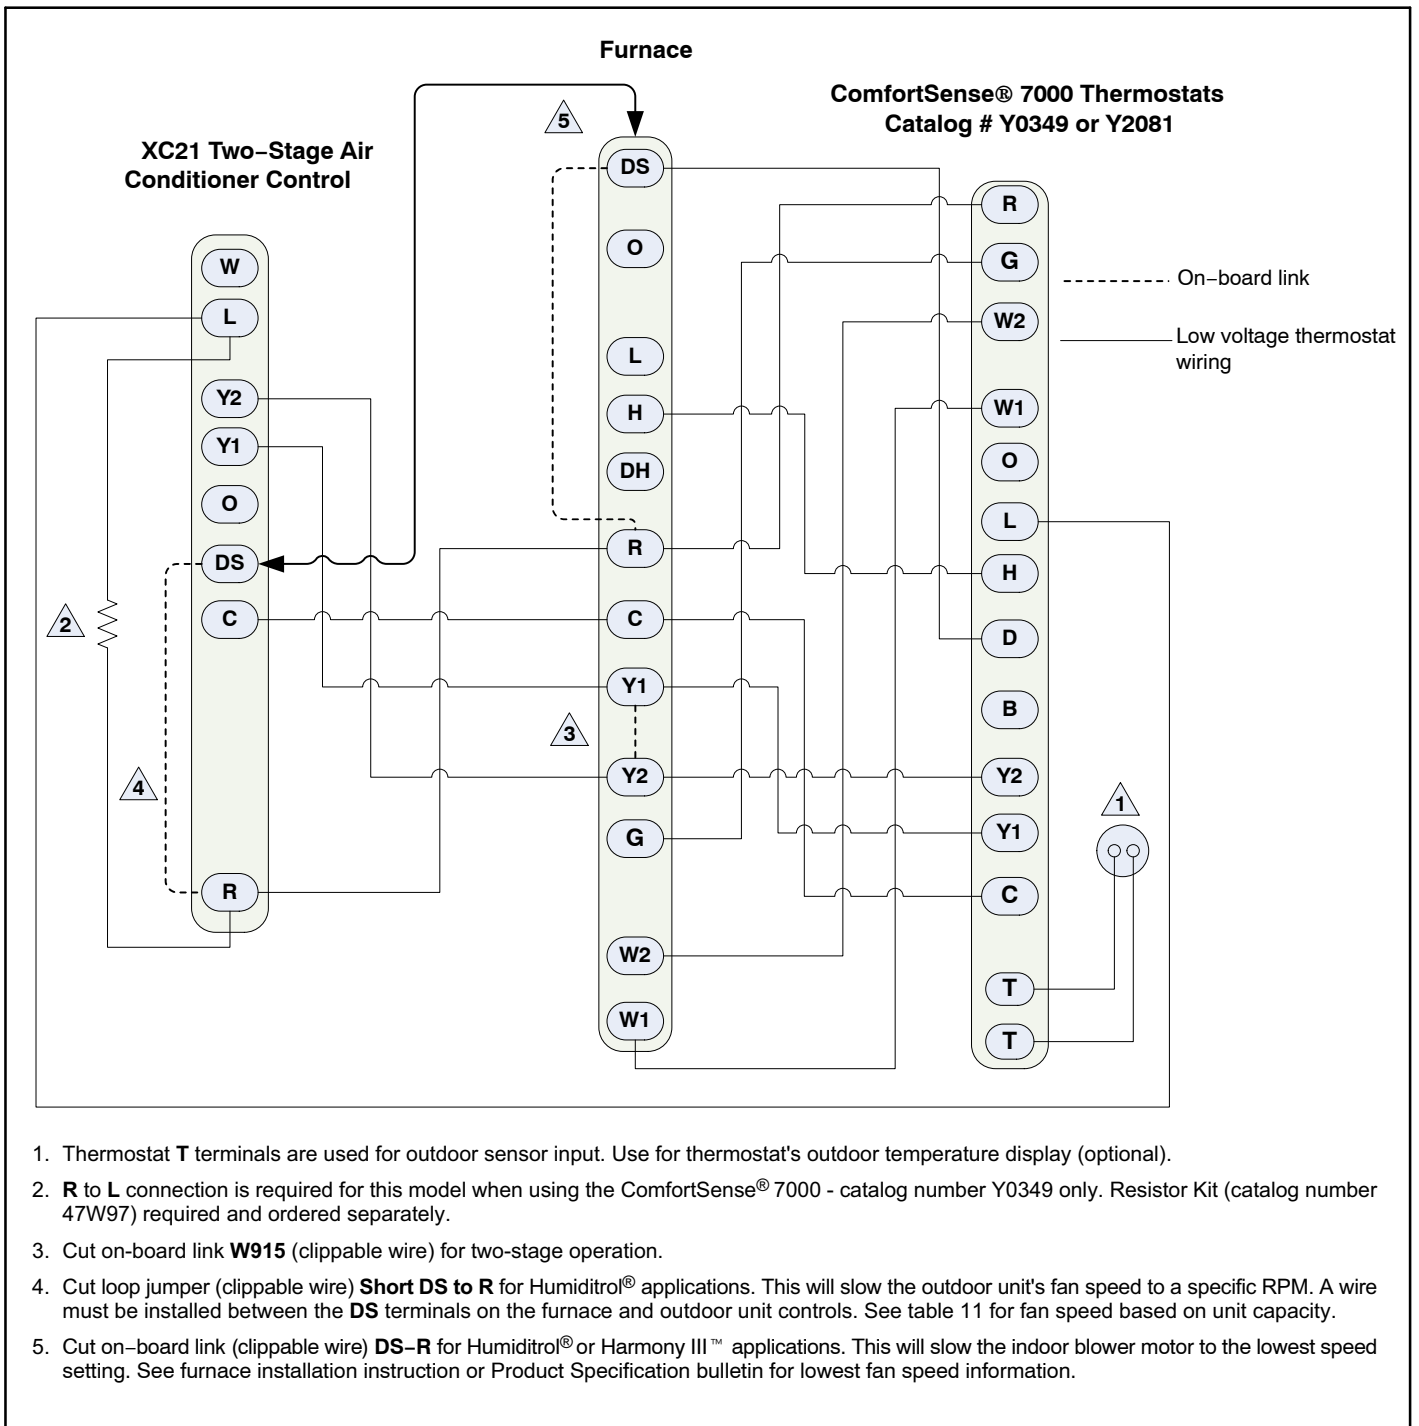 Furnace
ComfortSense® 7000 Thermostats
Catalog # Y0349 or Y2081
XC21 Two−Stage Air
Conditioner Control
5
DS
O
L
H
DH
R
C
Y1
3
Y2
G
W2
W1
W
L
Y2
Y1
O
DS
C
2
4
R
R
G
W2
W1
O
L
H
D
B
Y2
Y1
C
T
T
1
On−board link
Low voltage thermostat
wiring
1. Thermostat T terminals are used for outdoor sensor input. Use for thermostat's outdoor temperature display (optional).
2. R to L connection is required for this model when using the ComfortSense® 7000 - catalog number Y0349 only. Resistor Kit (catalog number
47W97) required and ordered separately.
3. Cut on-board link W915 (clippable wire) for two-stage operation.
4. Cut loop jumper (clippable wire) Short DS to R for Humiditrol® applications. This will slow the outdoor unit's fan speed to a specific RPM. A wire
must be installed between the DS terminals on the furnace and outdoor unit controls. See table 11 for fan speed based on unit capacity.
5. Cut on−board link (clippable wire) DS−R for Humiditrol® or Harmony III™ applications. This will slow the indoor blower motor to the lowest speed
setting. See furnace installation instruction or Product Specification bulletin for lowest fan speed information.